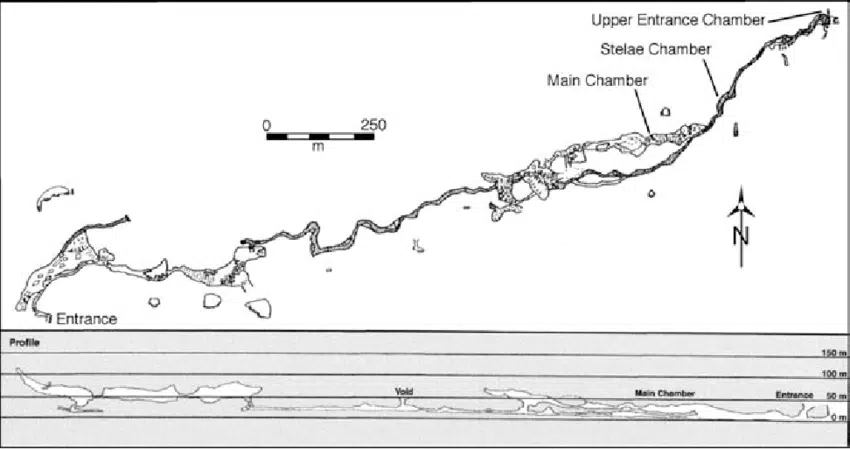 Upper Entrance Chamber
Stelae Chamber
Main Chamber
0 250
m
N
Entrance
Profile
150 m
100 m
Void
Main Chamber
Entrance
50 m
0 m